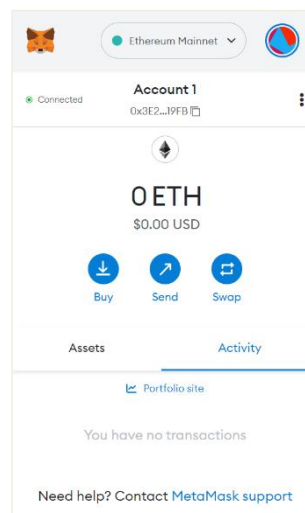 Ethereum Mainnet
Connected
Account 1
0x3E2...19FB
0 ETH
$0.00 USD
Buy Send Swap
Assets Activity
Portfolio site
You have no transactions
Need help? Contact MetaMask support